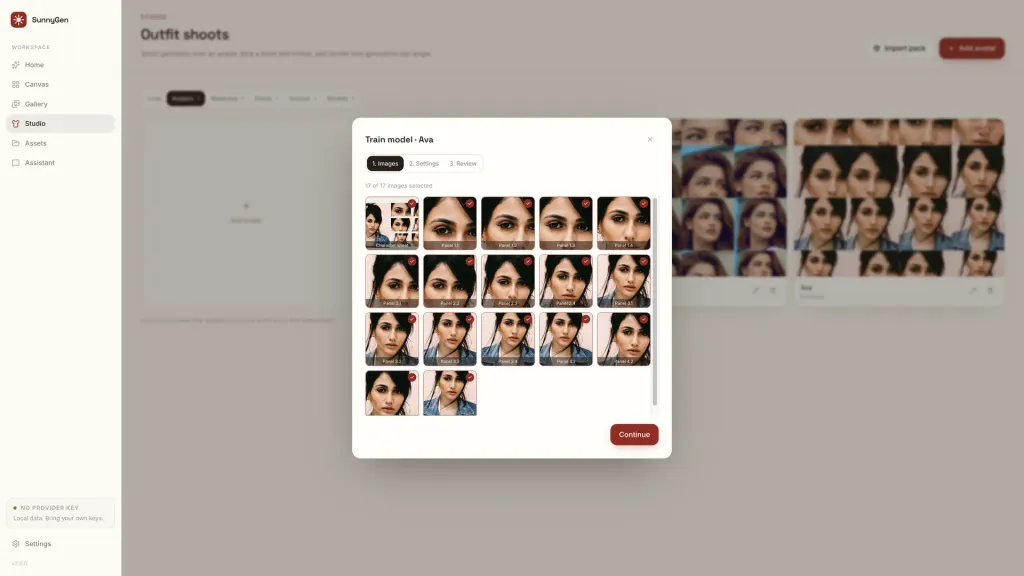 SunnyGen
WORKSPACE
Home
Canvas
Gallery
Studio
Assets
Assistant
NO PROVIDER KEY
Local data. Bring your own keys.
Settings
Outfit shoots
Import pack
Add avatar
Train model · Ava
1. Images
2. Settings
3. Review
17 of 17 images selected
Character sheet
Panel 1.1
Panel 1.2
Panel 1.3
Panel 1.4
Panel 2.1
Panel 2.2
Panel 2.3
Panel 2.4
Panel 3.1
Panel 3.2
Panel 3.3
Panel 3.4
Panel 4.1
Panel 4.2
Continue
Ava